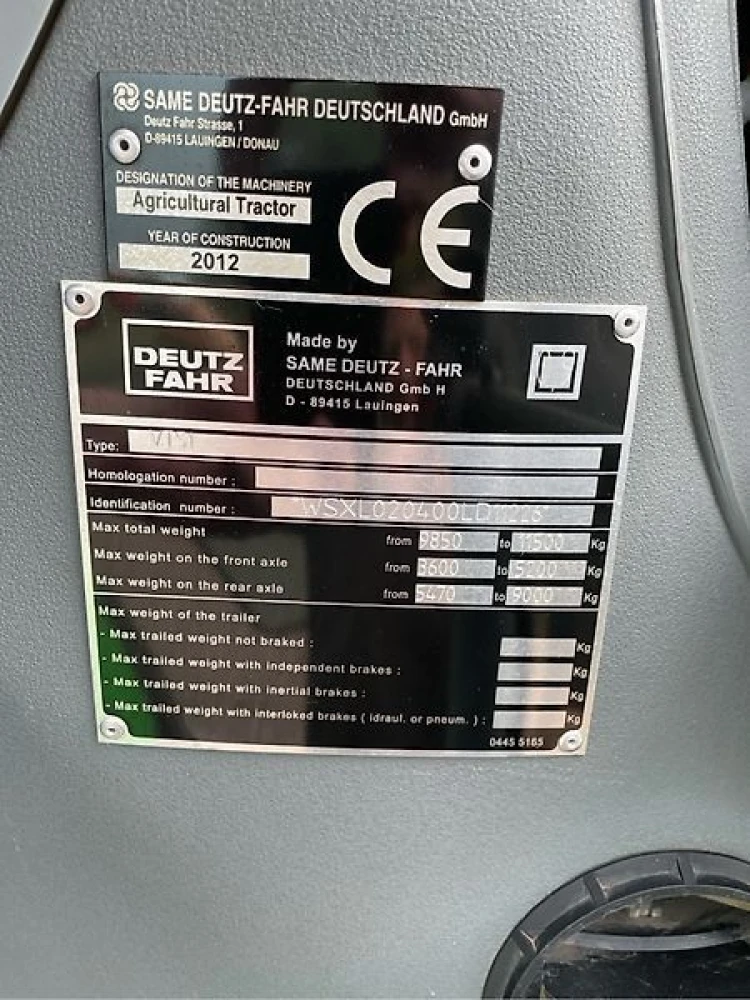 SAME DEUTZ-FAHR DEUTSCHLAND GmbH
Deutz Fahr Strasse, 1
D-89415 LAUINGEN / DONAU
DESIGNATION OF THE MACHINERY
Agricultural Tractor
YEAR OF CONSTRUCTION
2012
CE
DEUTZ
FAHR
Made by
SAME DEUTZ - FAHR
DEUTSCHLAND Gmb H
D - 89415 Lauingen
Type:
Homologation number :
Identification number :
Max total weight from 9850 to 11500 Kg
Max weight on the front axle from 3600 to 5200 Kg
Max weight on the rear axle from 5470 to 9000 Kg
Max weight of the trailer
- Max trailed weight not braked : Kg
- Max trailed weight with independent brakes : Kg
- Max trailed weight with inertial brakes : Kg
- Max trailed weight with interloked brakes ( idraul. or pneum. ) : Kg
0445 5165